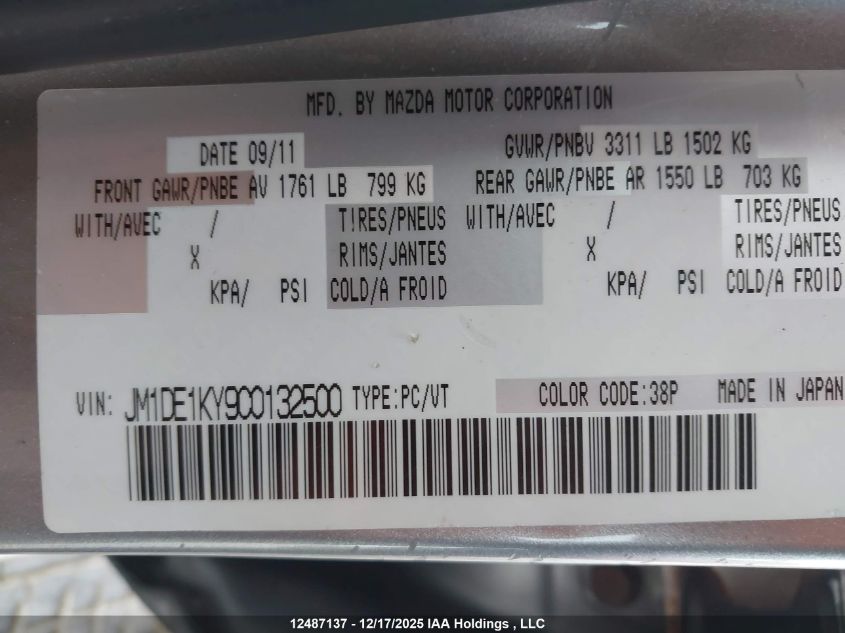 MFD. BY MAZDA MOTOR CORPORATION
DATE 09/11 GVWR/PNBV 3311 LB 1502 KG
FRONT GAWR/PNBE AV 1761 LB 799 KG REAR GAWR/PNBE AR 1550 LB 703 KG
WITH/AVEC / TIRES/PNEUS WITH/AVEC / TIRES/PNEUS
X RIMS/JANTES X RIMS/JANTES
KPA/ PSI COLD/A FROID KPA/ PSI COLD/A FROID
VIN: JM1DE1KY9C0132500 TYPE:PC/VT COLOR CODE:38P MADE IN JAPAN
12487137 - 12/17/2025 IAA Holdings , LLC